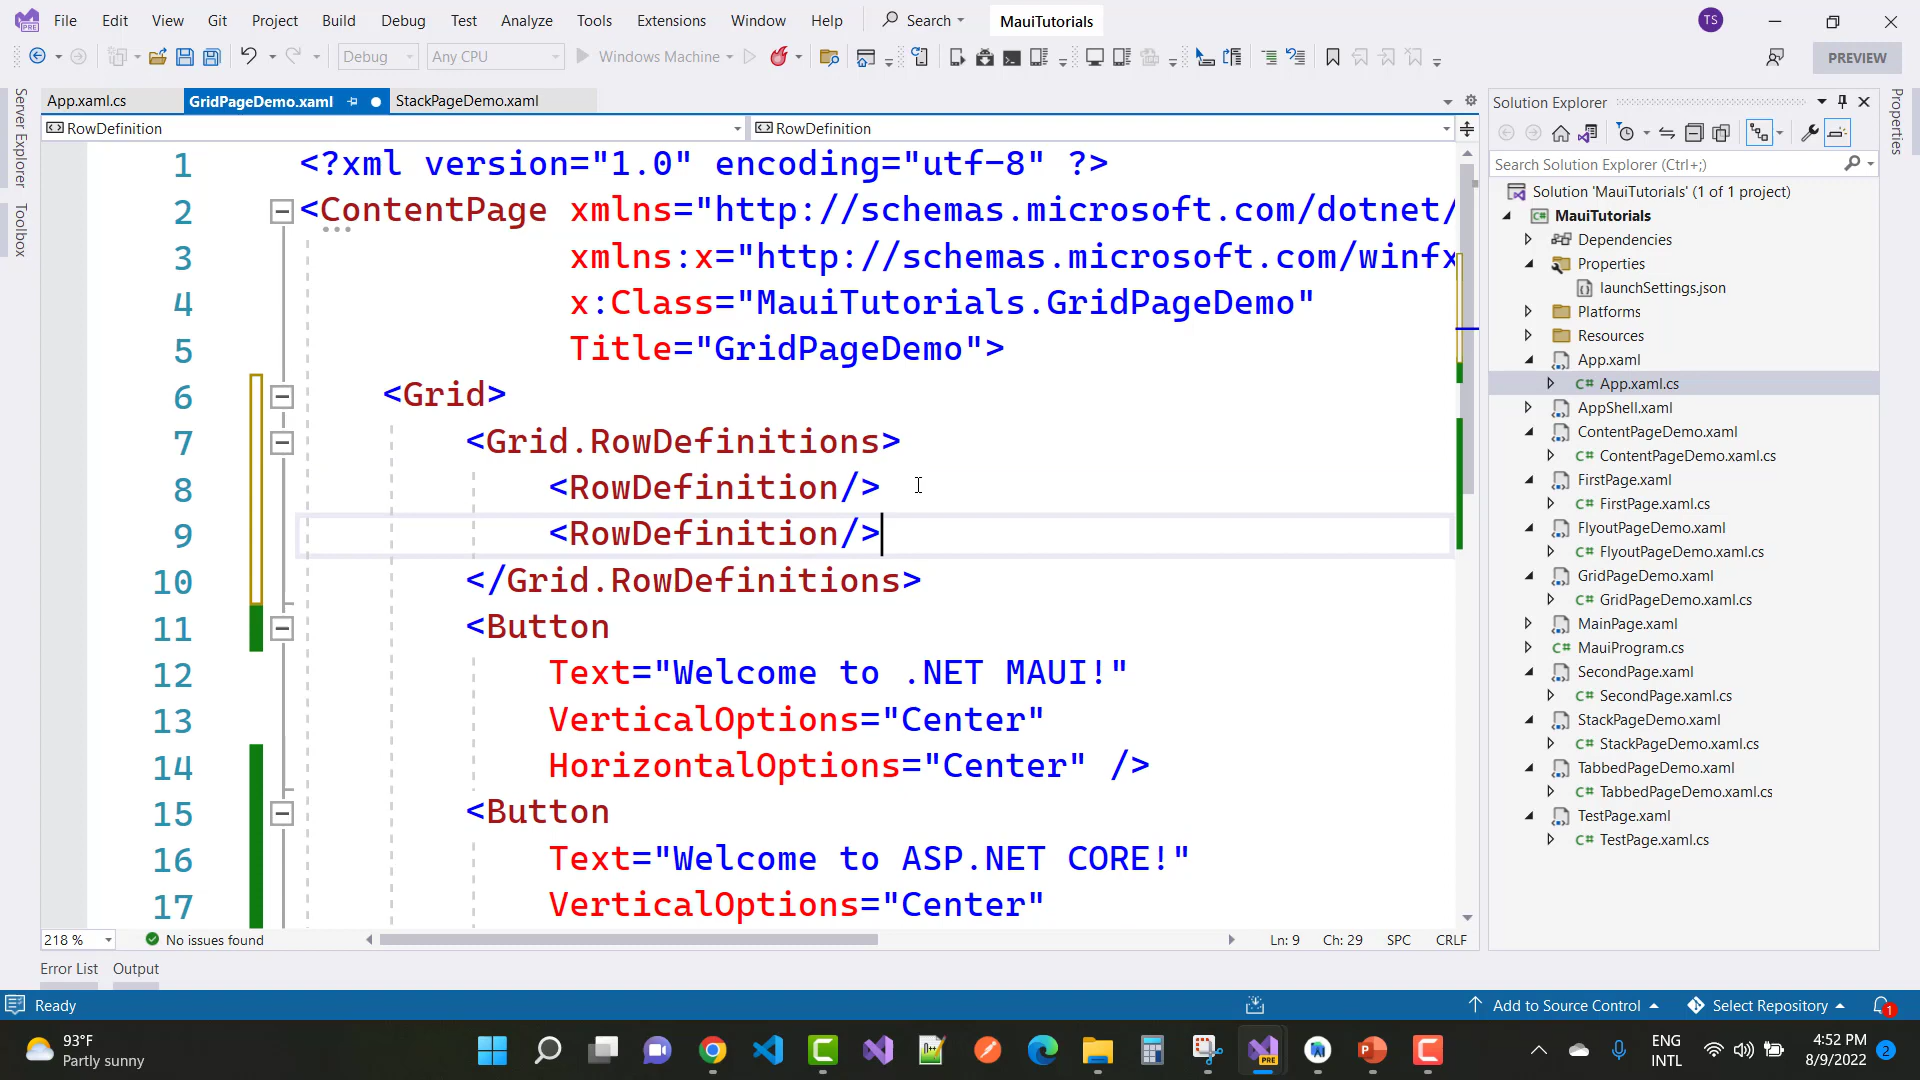 File Edit View Git Project Build Debug Test Analyze Tools Extensions Window Help Search MauiTutorials TS
Debug Any CPU Windows Machine PREVIEW
App.xaml.cs GridPageDemo.xaml StackPageDemo.xaml
RowDefinition RowDefinition
1 <?xml version="1.0" encoding="utf-8" ?>
2 <ContentPage xmlns="http://schemas.microsoft.com/dotnet/
3 xmlns:x="http://schemas.microsoft.com/winfx
4 x:Class="MauiTutorials.GridPageDemo"
5 Title="GridPageDemo">
6 <Grid>
7 <Grid.RowDefinitions>
8 <RowDefinition/>
9 <RowDefinition/>
10 </Grid.RowDefinitions>
11 <Button
12 Text="Welcome to .NET MAUI!"
13 VerticalOptions="Center"
14 HorizontalOptions="Center" />
15 <Button
16 Text="Welcome to ASP.NET CORE!"
17 VerticalOptions="Center"
218 % No issues found Ln: 9 Ch: 29 SPC CRLF
Error List Output
Server Explorer
Toolbox
Solution Explorer
Search Solution Explorer (Ctrl+;)
Solution 'MauiTutorials' (1 of 1 project)
MauiTutorials
Dependencies
Properties
launchSettings.json
Platforms
Resources
App.xaml
C# App.xaml.cs
AppShell.xaml
ContentPageDemo.xaml
C# ContentPageDemo.xaml.cs
FirstPage.xaml
C# FirstPage.xaml.cs
FlyoutPageDemo.xaml
C# FlyoutPageDemo.xaml.cs
GridPageDemo.xaml
C# GridPageDemo.xaml.cs
MainPage.xaml
C# MauiProgram.cs
SecondPage.xaml
C# SecondPage.xaml.cs
StackPageDemo.xaml
C# StackPageDemo.xaml.cs
TabbedPageDemo.xaml
C# TabbedPageDemo.xaml.cs
TestPage.xaml
C# TestPage.xaml.cs
Properties
Ready Add to Source Control Select Repository 1
93°F
Partly sunny
ENG
INTL
4:52 PM
8/9/2022
2